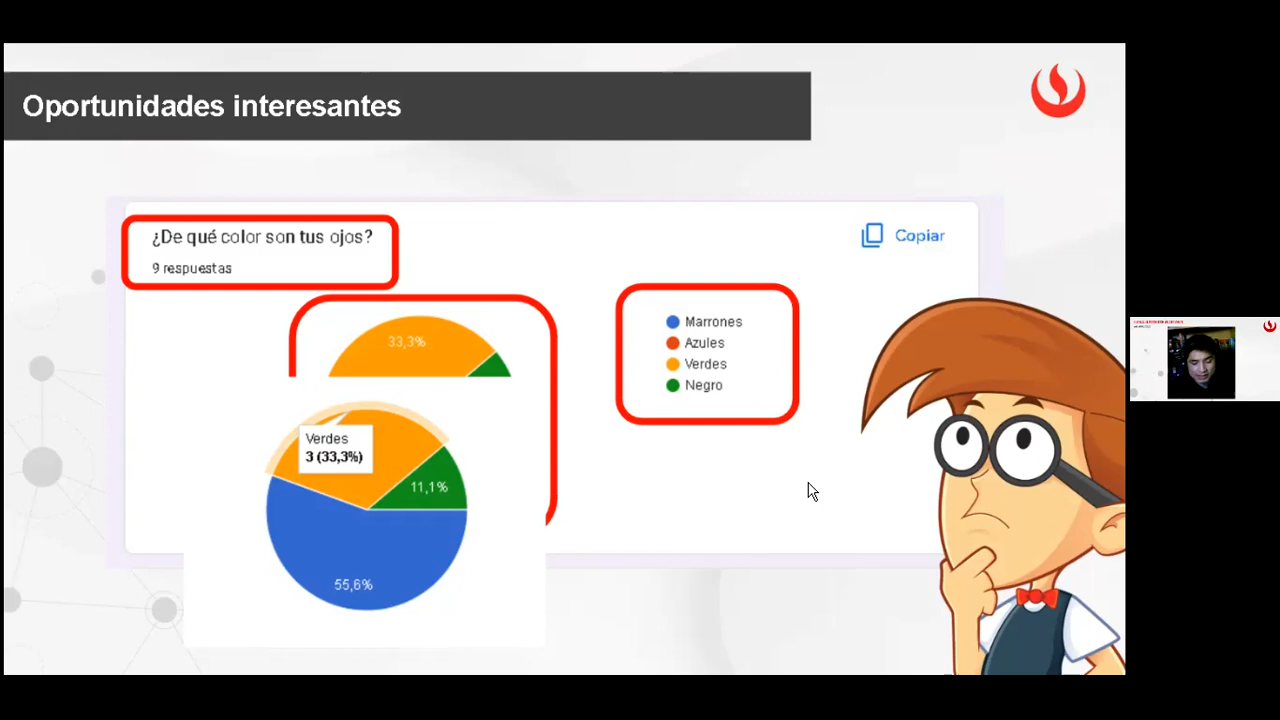 Oportunidades interesantes
¿De qué color son tus ojos?
9 respuestas
Copiar
33,3%
Marrones
Azules
Verdes
Negro
Verdes
3 (33,3%)
11,1%
55,6%